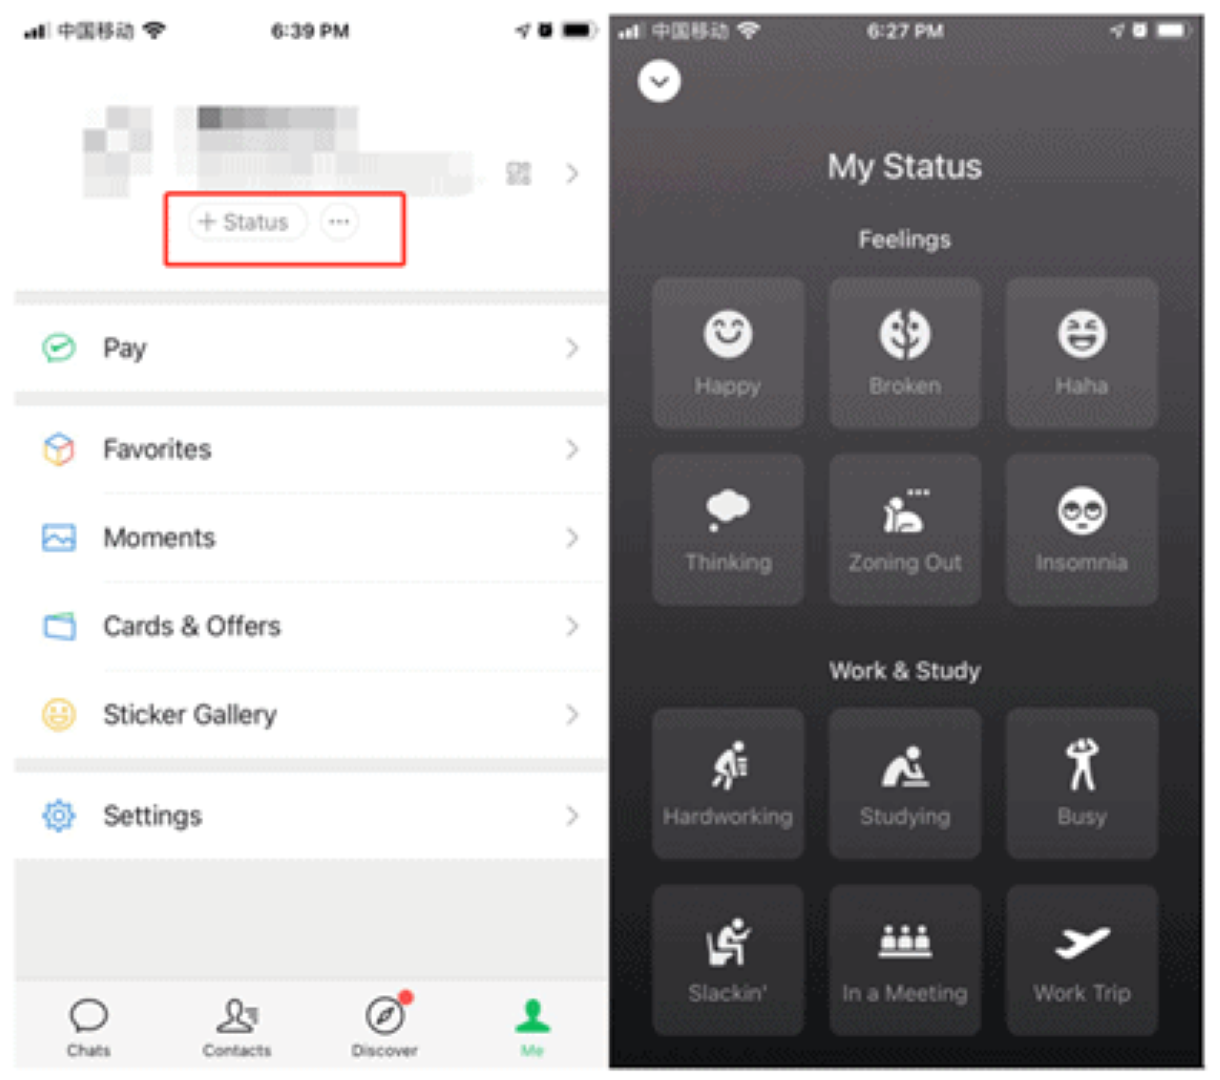 中国移动
6:39 PM
+ Status
Pay
Favorites
Moments
Cards & Offers
Sticker Gallery
Settings
Chats
Contacts
Discover
Me
中国移动
6:27 PM
My Status
Feelings
Happy
Broken
Haha
Thinking
Zoning Out
Insomnia
Work & Study
Hardworking
Studying
Busy
Slackin'
In a Meeting
Work Trip